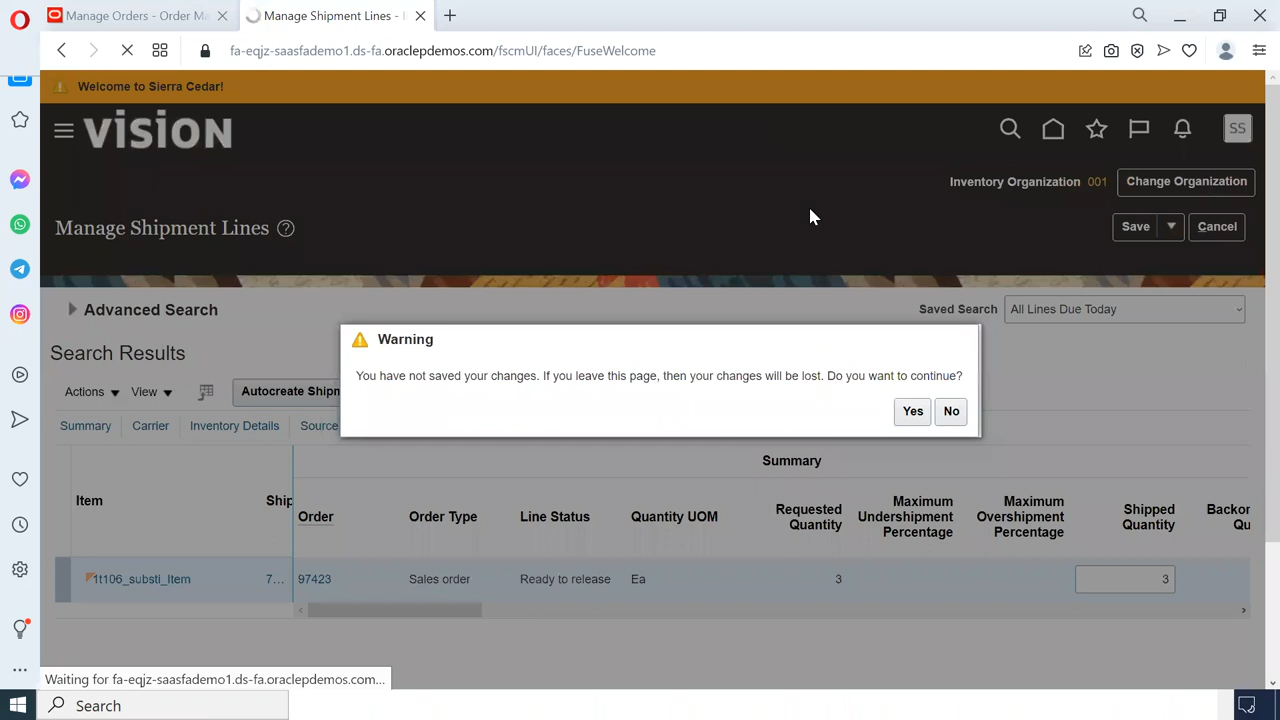 Manage Orders - Order Ma
Manage Shipment Lines -
fa-eqjz-saasfademo1.ds-fa.oraclepdemos.com/fscmUI/faces/FuseWelcome
Welcome to Sierra Cedar!
VISION
SS
Inventory Organization 001 Change Organization
Manage Shipment Lines
Save Cancel
Advanced Search
Saved Search All Lines Due Today
Search Results
Warning
You have not saved your changes. If you leave this page, then your changes will be lost. Do you want to continue?
Yes No
Actions View Autocreate Shipn
Summary Carrier Inventory Details Source
Summary
Item Ship Order Order Type Line Status Quantity UOM Requested Quantity Maximum Undershipment Percentage Maximum Overshipment Percentage Shipped Quantity Backor Qu
1t106_substi_Item 7... 97423 Sales order Ready to release Ea 3 3
Waiting for fa-eqjz-saasfademo1.ds-fa.oraclepdemos.com...
Search